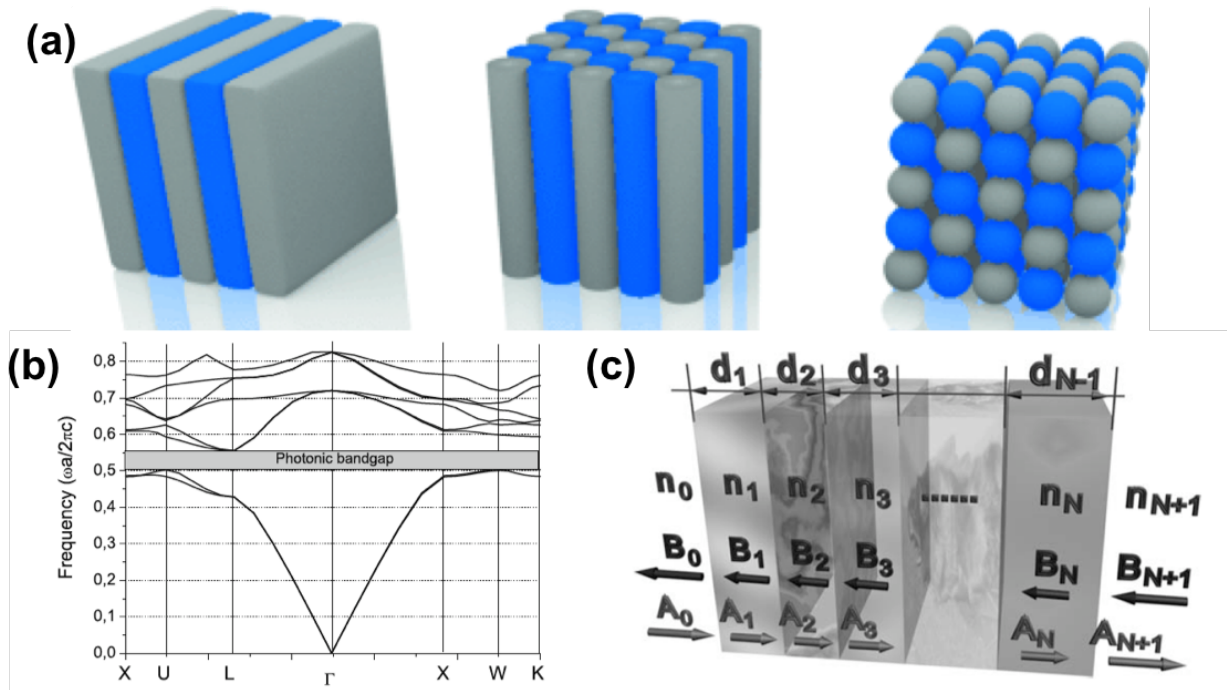 (a)
(b)
0,8
0,7
0,6
0,5
0,4
0,3
0,2
0,1
0,0
Frequency (ωa/2πc)
Photonic bandgap
X U L Γ X W K
(c)
d1 d2 d3 dN-1
n0 n1 n2 n3 nN nN+1
B0 B1 B2 B3 BN BN+1
A0 A1 A2 A3 AN AN+1